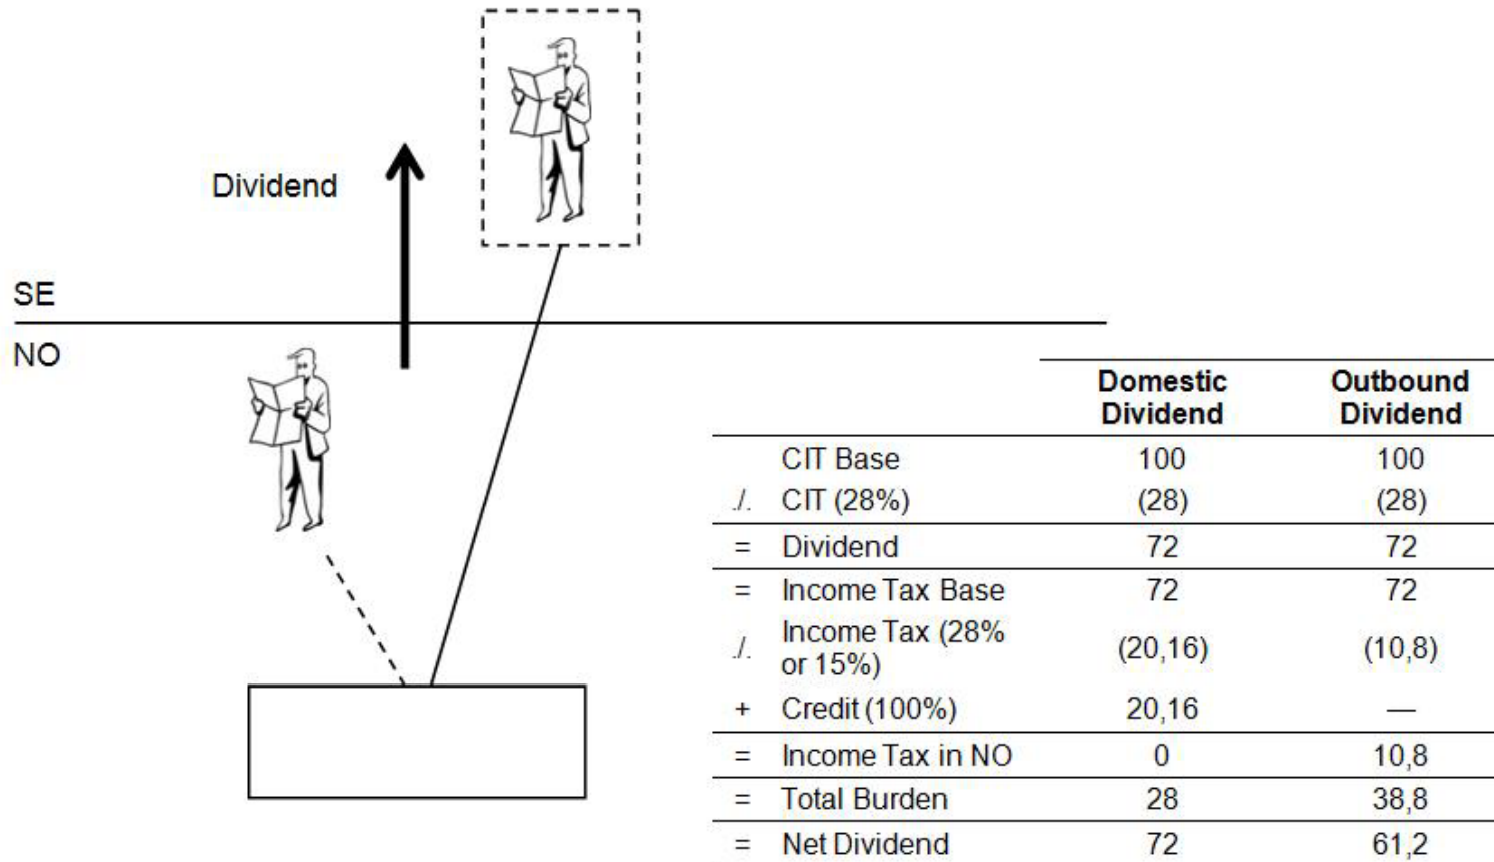 Dividend
SE
NO
Domestic Outbound
Dividend Dividend
CIT Base 100 100
./. CIT (28%) (28) (28)
= Dividend 72 72
= Income Tax Base 72 72
./. Income Tax (28% or 15%) (20,16) (10,8)
+ Credit (100%) 20,16 —
= Income Tax in NO 0 10,8
= Total Burden 28 38,8
= Net Dividend 72 61,2